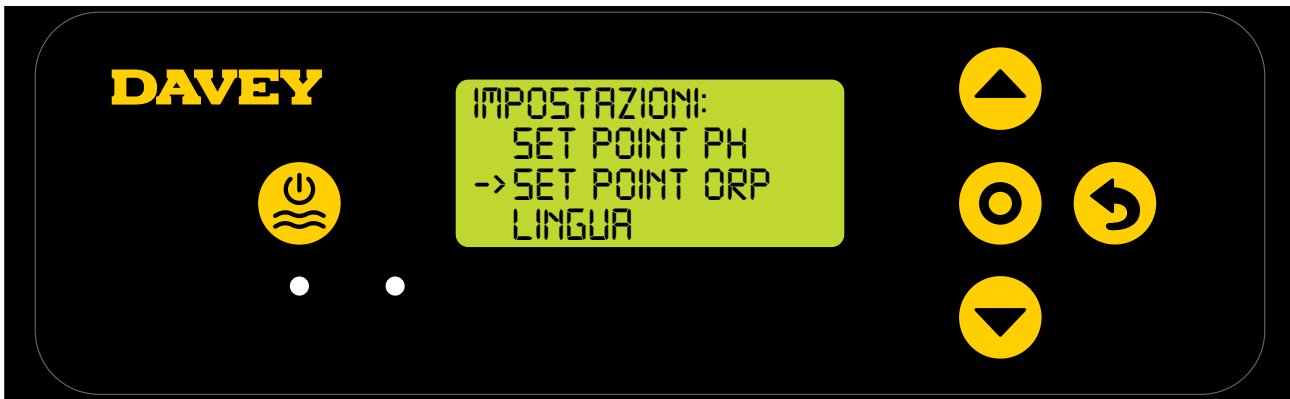 DAVEY
IMPOSTAZIONI:
SET POINT PH
->SET POINT ORP
LINGUA